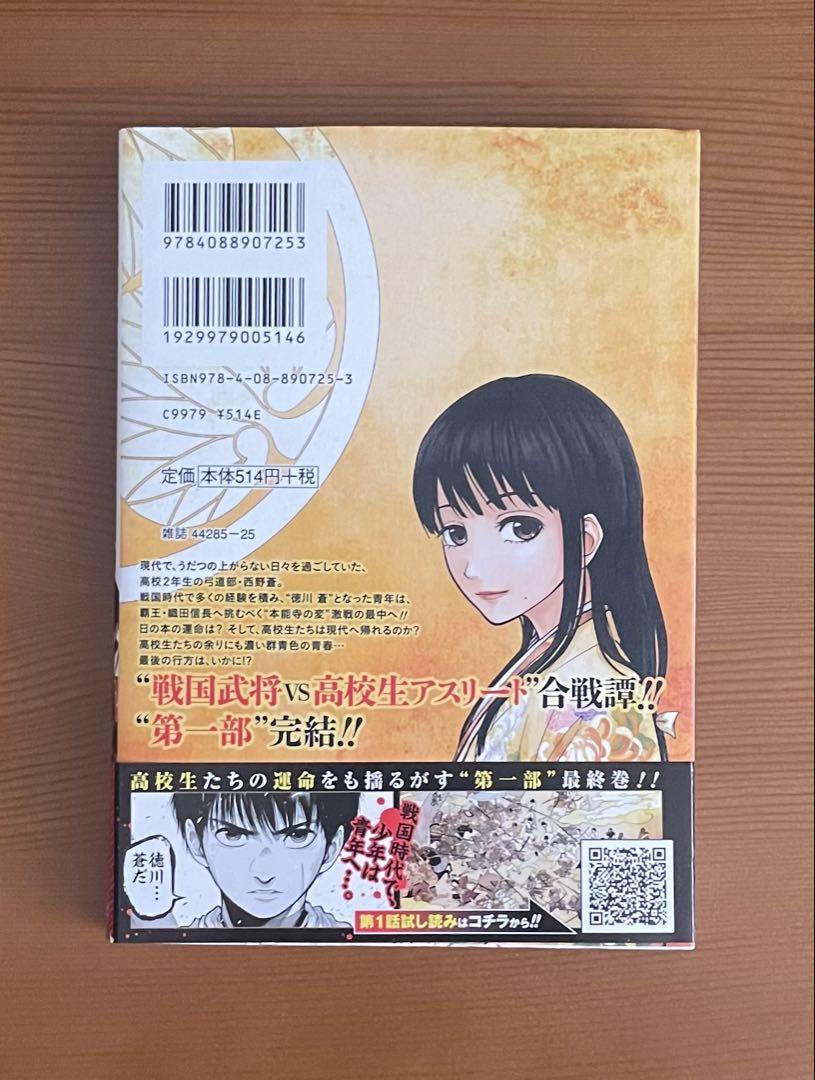 9784088907253
1929979005146
ISBN978-4-08-890725-3
C9979 ¥514E
定価 本体514円+税
雑誌 44285-25
現代で、うだつの上がらない日々を過ごしていた、
高校2年生の弓道部・西野蒼。
戦国時代で多くの経験を積み、“徳川 蒼”となった青年は、
覇王・織田信長へ挑むべく“本能寺の変”激戦の最中へ!!
日の本の運命は? そして、高校生たちは現代へ帰れるのか?
高校生たちの余りにも濃い群青色の青春…
最後の行方は、いかに!?
“戦国武将VS高校生アスリート”合戦譚!!
“第一部”完結!!
高校生たちの運命をも揺るがす“第一部”最終巻!!
徳川…
蒼だ
戦国時代で、
少年は
青年へ…。
第1話試し読みはコチラから!!